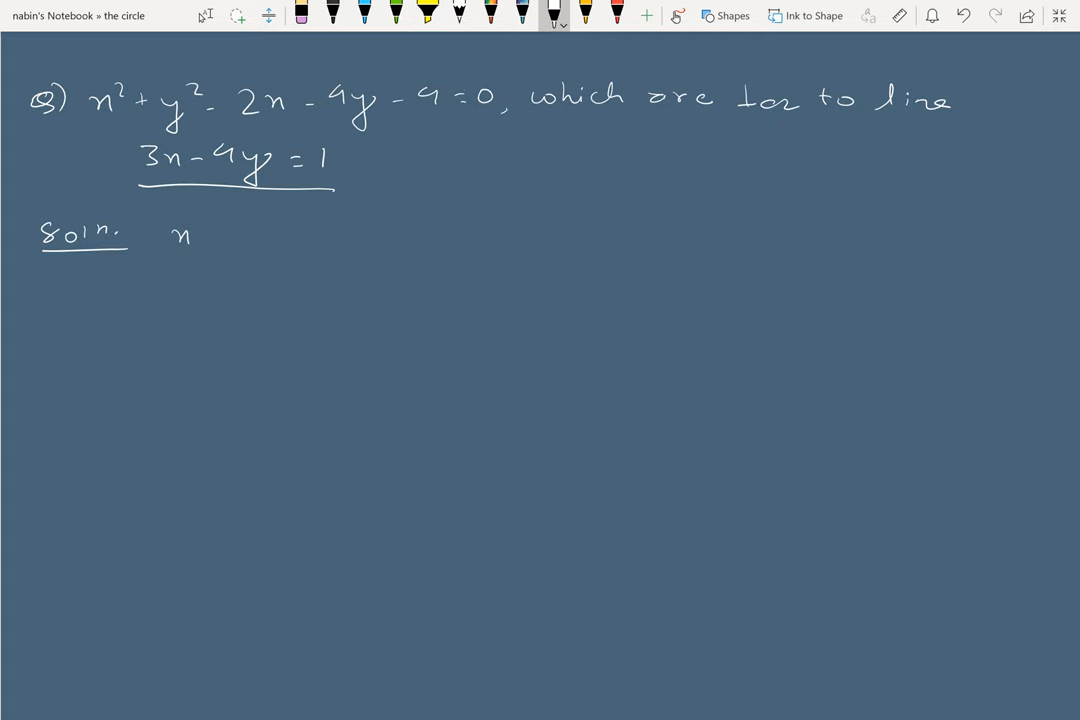 nabin's Notebook » the circle
Shapes
Ink to Shape
Q) x² + y² - 2x - 4y - 4 = 0, which are ⊥ar to line
3x - 4y = 1
Soln. x